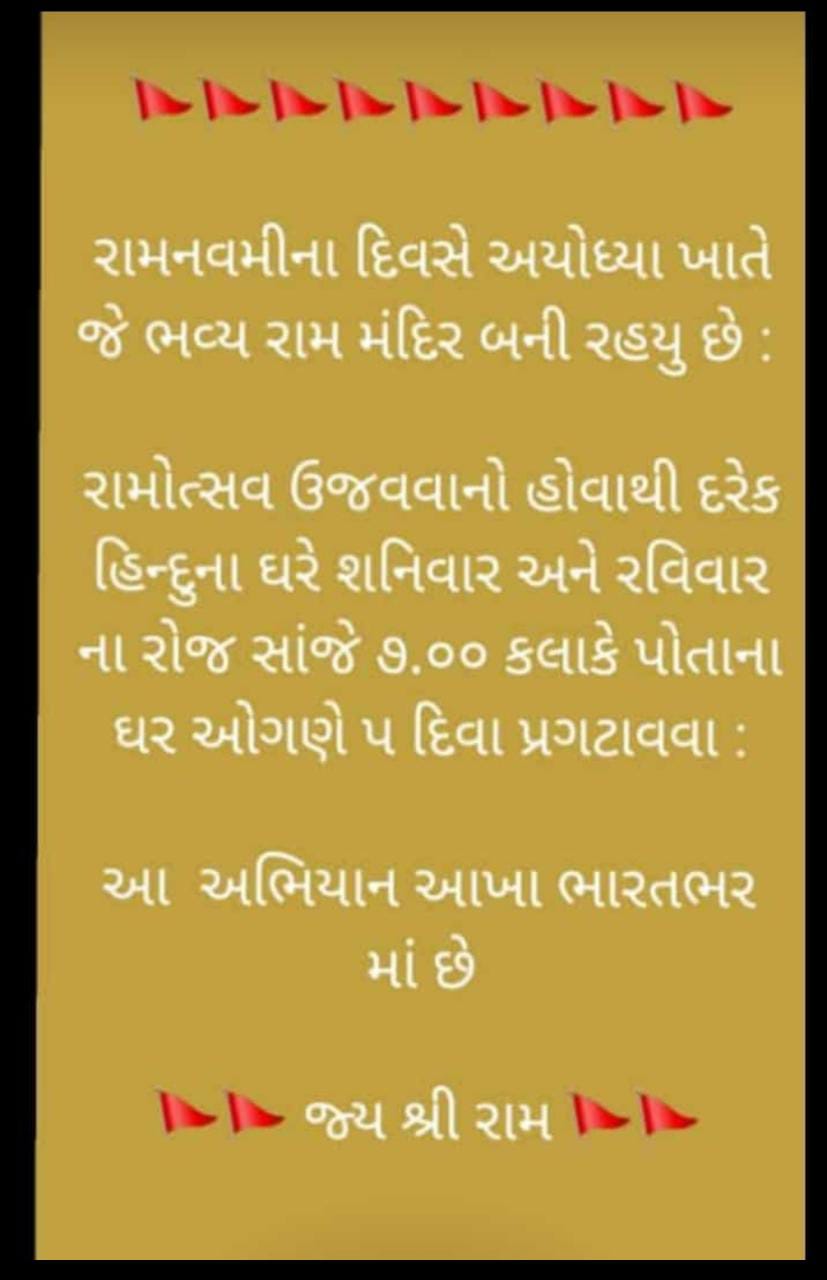 🚩🚩🚩🚩🚩🚩🚩🚩🚩
રામનવમીના દિવસે અયોધ્યા ખાતે
જે ભવ્ય રામ મંદિર બની રહયુ છે :
રામોત્સવ ઉજવવાનો હોવાથી દરેક
હિન્દુના ઘરે શનિવાર અને રવિવાર
ના રોજ સાંજે ૭.૦૦ કલાકે પોતાના
ઘર ઓગણે ૫ દિવા પ્રગટાવવા :
આ અભિયાન આખા ભારતભર
માં છે
🚩🚩 જય શ્રી રામ 🚩🚩